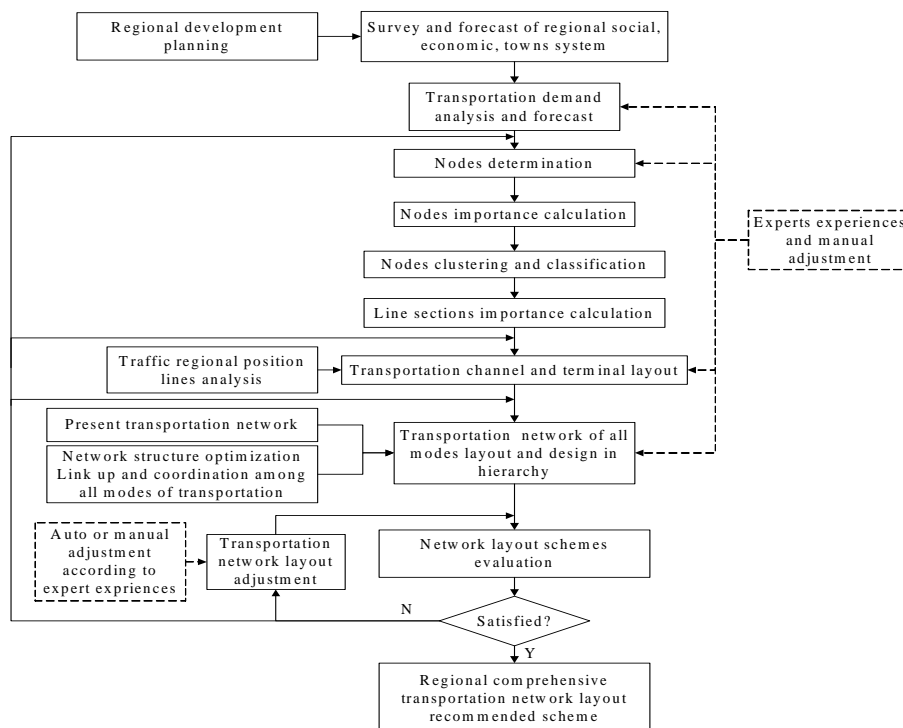 Regional development
planning
Survey and forecast of regional social,
economic, towns system
Transportation demand
analysis and forecast
Nodes determination
Nodes importance calculation
Experts experiences
and manual
adjustment
Nodes clustering and classification
Line sections importance calculation
Traffic regional position
lines analysis
Transportation channel and terminal layout
Present transportation network
Network structure optimization
Link up and coordination among
all modes of transportation
Transportation network of all
modes layout and design in
hierarchy
Auto or manual
adjustment
according to
expert expriences
Transportation
network layout
adjustment
Network layout schemes
evaluation
N
Satisfied?
Y
Regional comprehensive
transportation network layout
recommended scheme